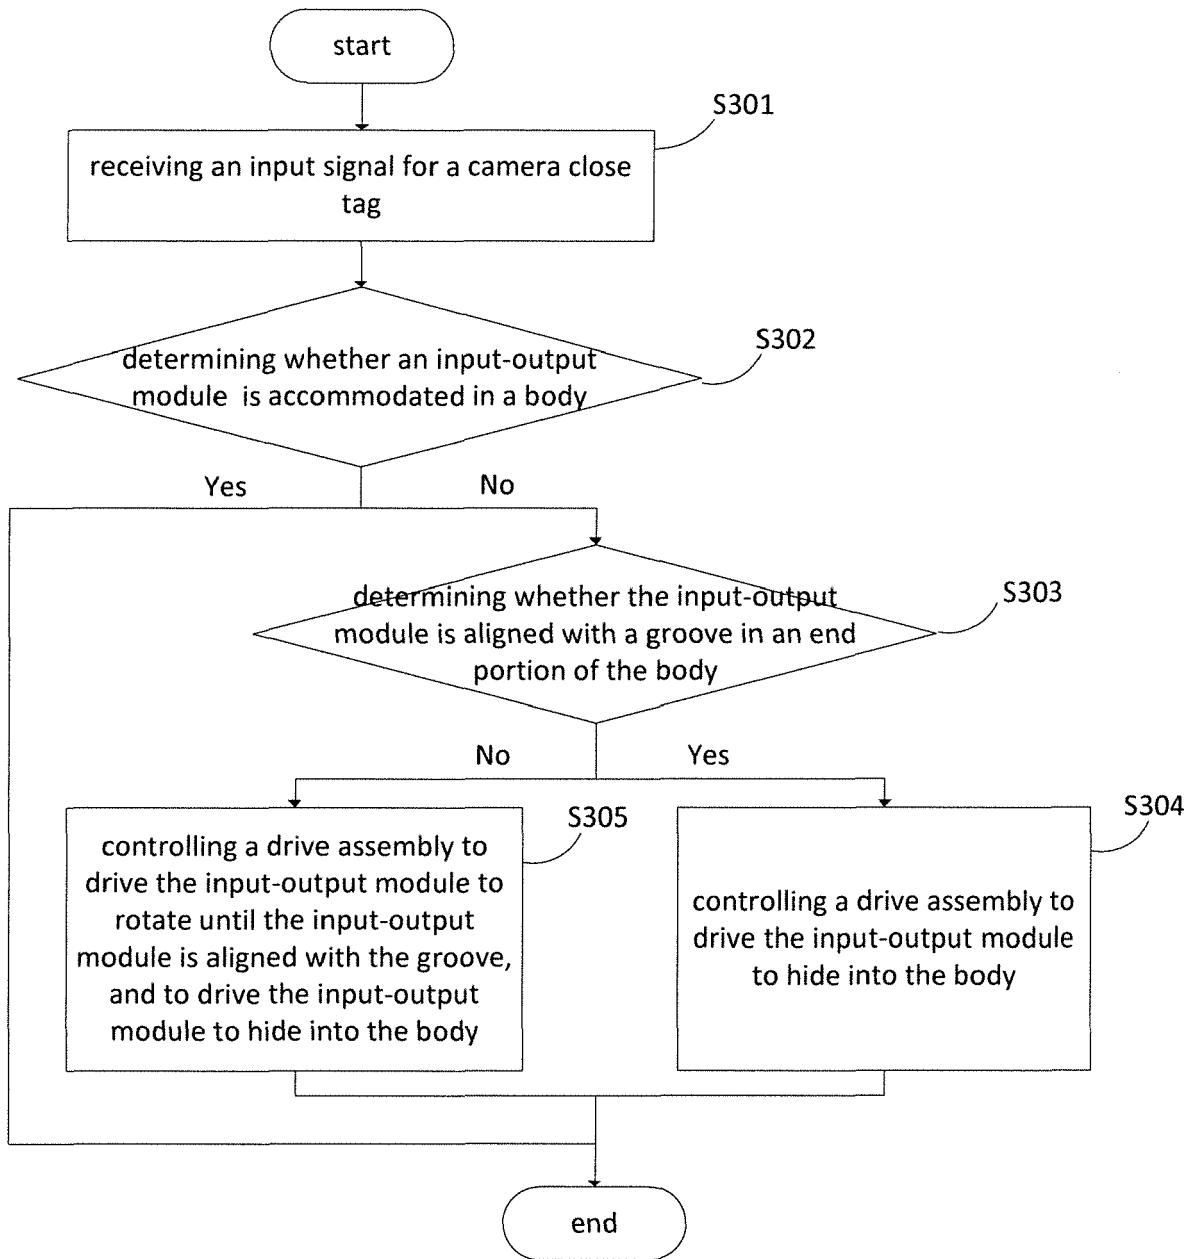 start
S301
receiving an input signal for a camera close
tag
S302
determining whether an input-output
module is accommodated in a body
Yes
No
S303
determining whether the input-output
module is aligned with a groove in an end
portion of the body
No
Yes
S305
S304
controlling a drive assembly to
drive the input-output module to
rotate until the input-output
module is aligned with the groove,
and to drive the input-output
module to hide into the body
controlling a drive assembly to
drive the input-output module
to hide into the body
end